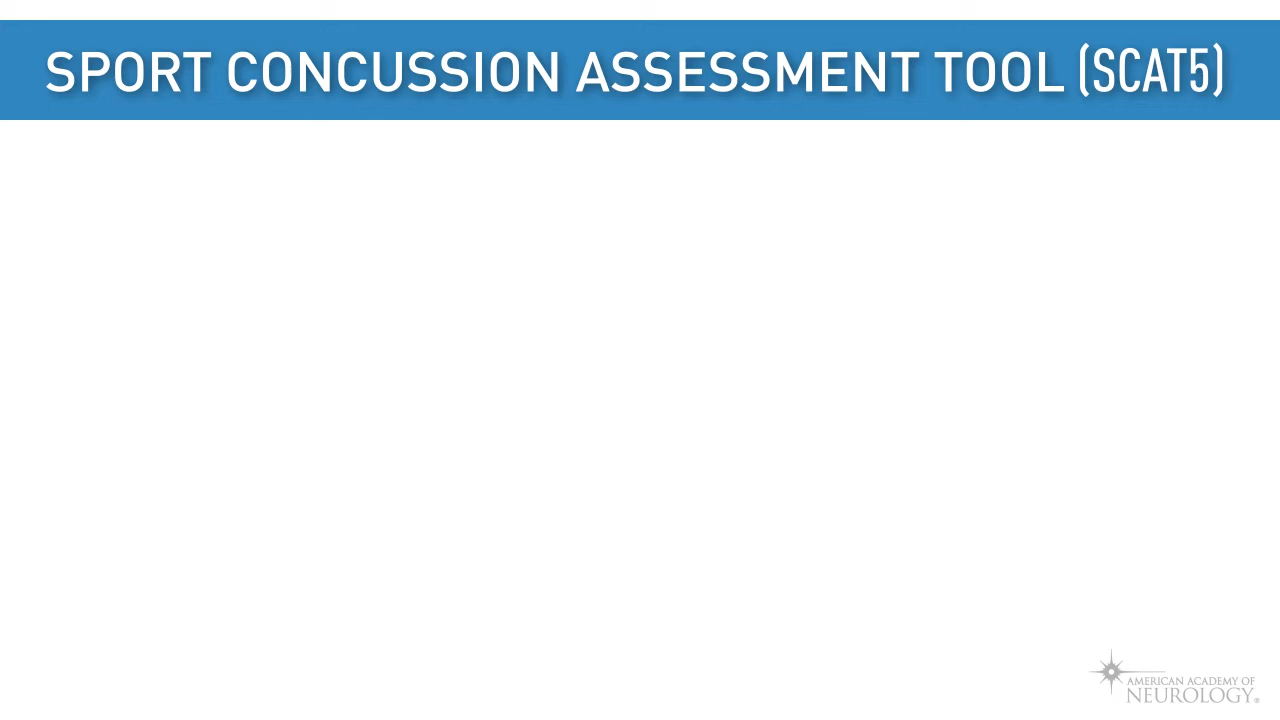 SPORT CONCUSSION ASSESSMENT TOOL (SCAT5)
AMERICAN ACADEMY OF
NEUROLOGY®